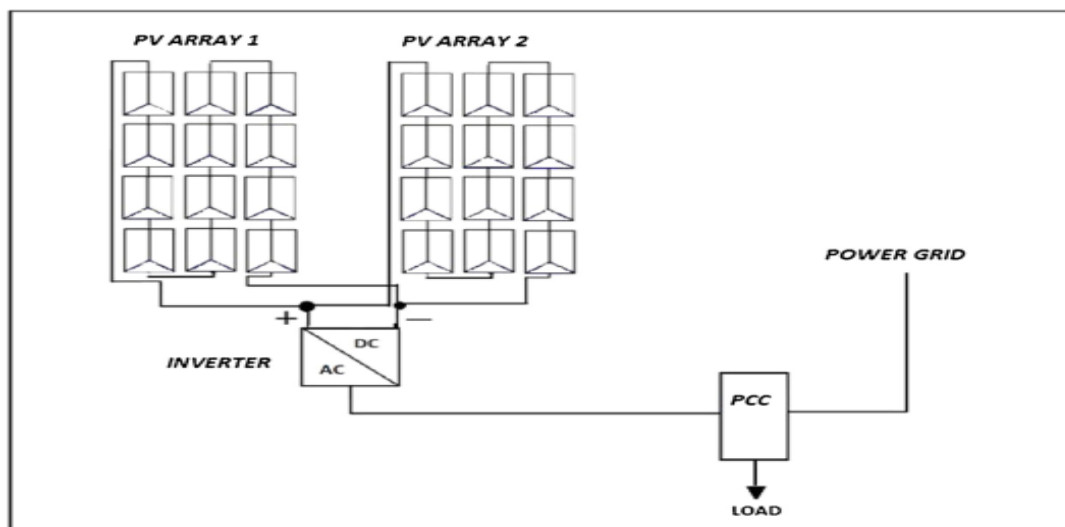 PV ARRAY 1
PV ARRAY 2
POWER GRID
+
—
DC
INVERTER
AC
PCC
LOAD